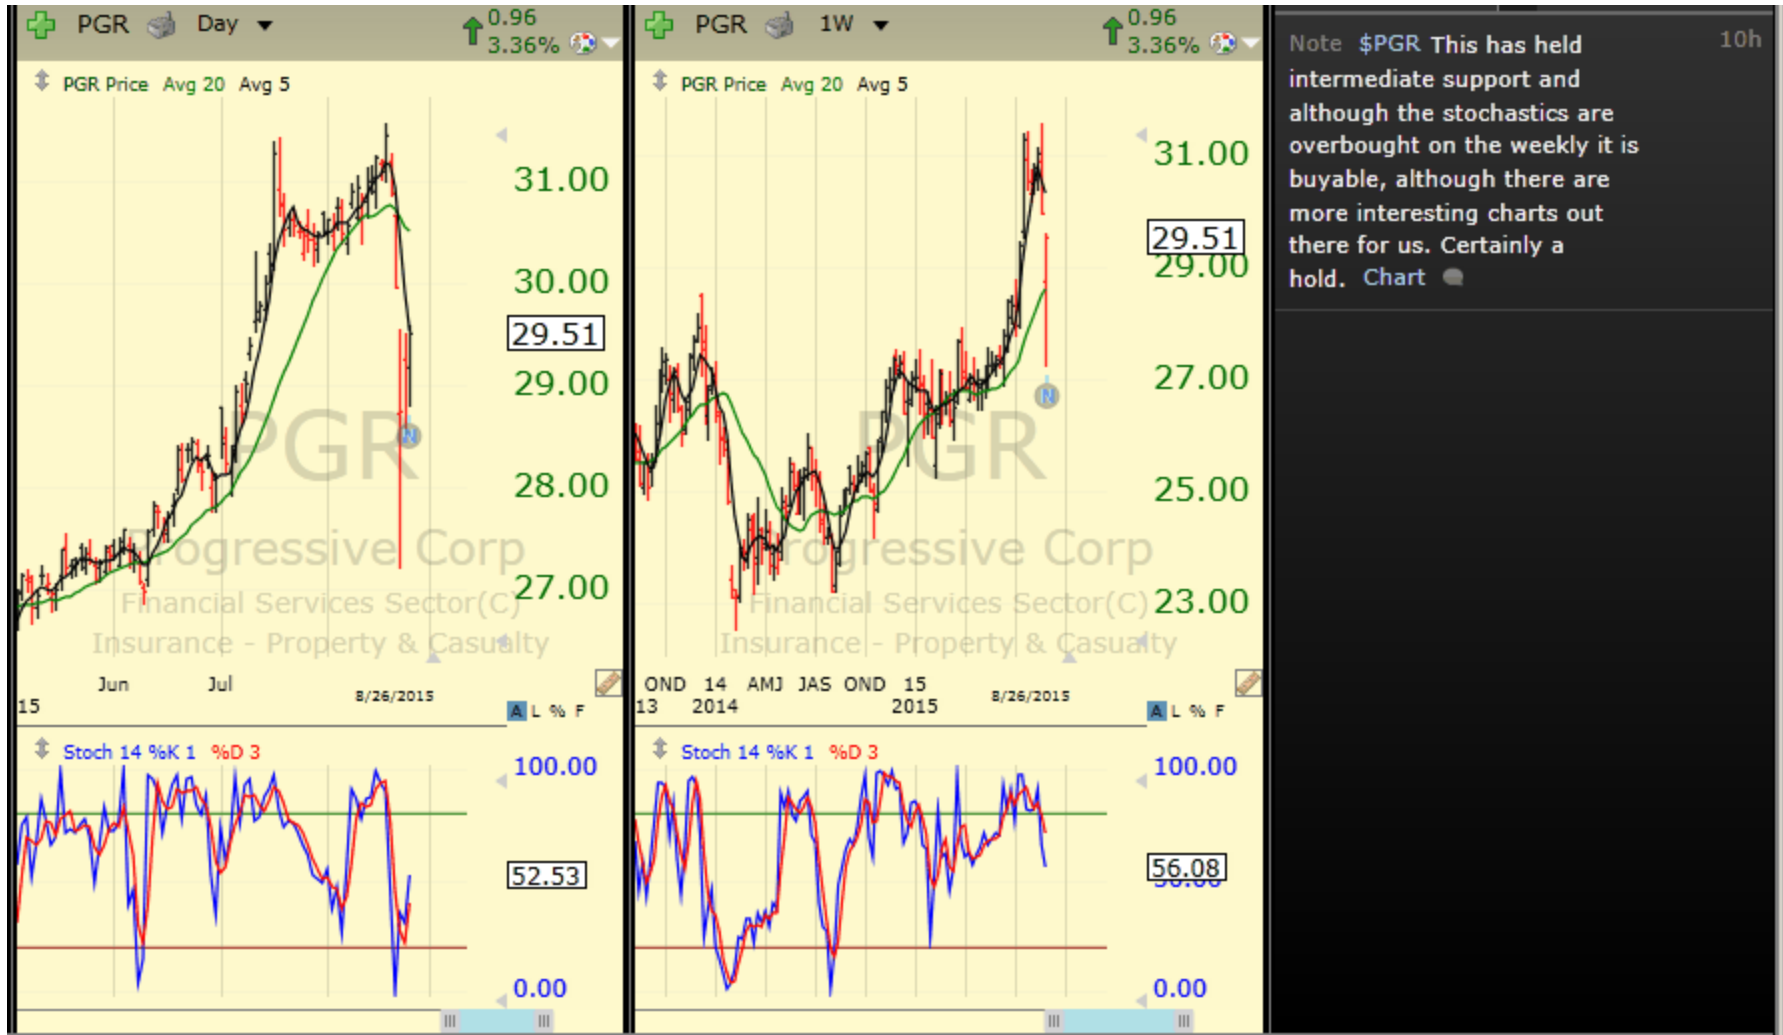 PGR Day 0.96
3.36%
PGR Price Avg 20 Avg 5
31.00
30.00
29.51
29.00
28.00
27.00
PGR
Progressive Corp
Financial Services Sector(C)
Insurance - Property & Casualty
N
Jun Jul 8/26/2015
15
A L % F
Stoch 14 %K 1 %D 3
100.00
52.53
0.00
PGR 1W 0.96
3.36%
PGR Price Avg 20 Avg 5
31.00
29.51
29.00
27.00
25.00
23.00
PGR
Progressive Corp
Financial Services Sector(C)
Insurance - Property & Casualty
N
OND 14 AMJ JAS OND 15 8/26/2015
13 2014 2015
A L % F
Stoch 14 %K 1 %D 3
100.00
56.08
0.00
Note $PGR This has held 10h
intermediate support and
although the stochastics are
overbought on the weekly it is
buyable, although there are
more interesting charts out
there for us. Certainly a
hold. Chart